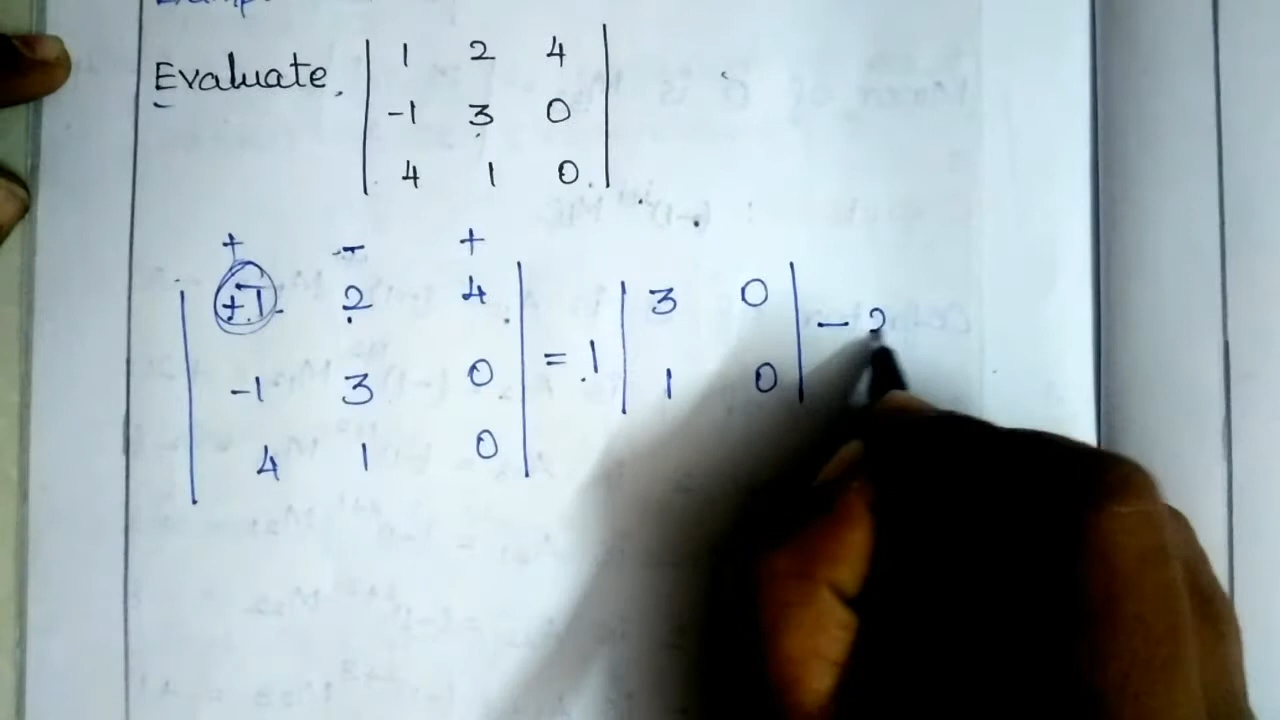 Evaluate. | 1 2 4 |
| -1 3 0 |
| 4 1 0 |
+ - +
| +1 2 4 | = 1 | 3 0 | - 2
| -1 3 0 | | 1 0 |
| 4 1 0 |